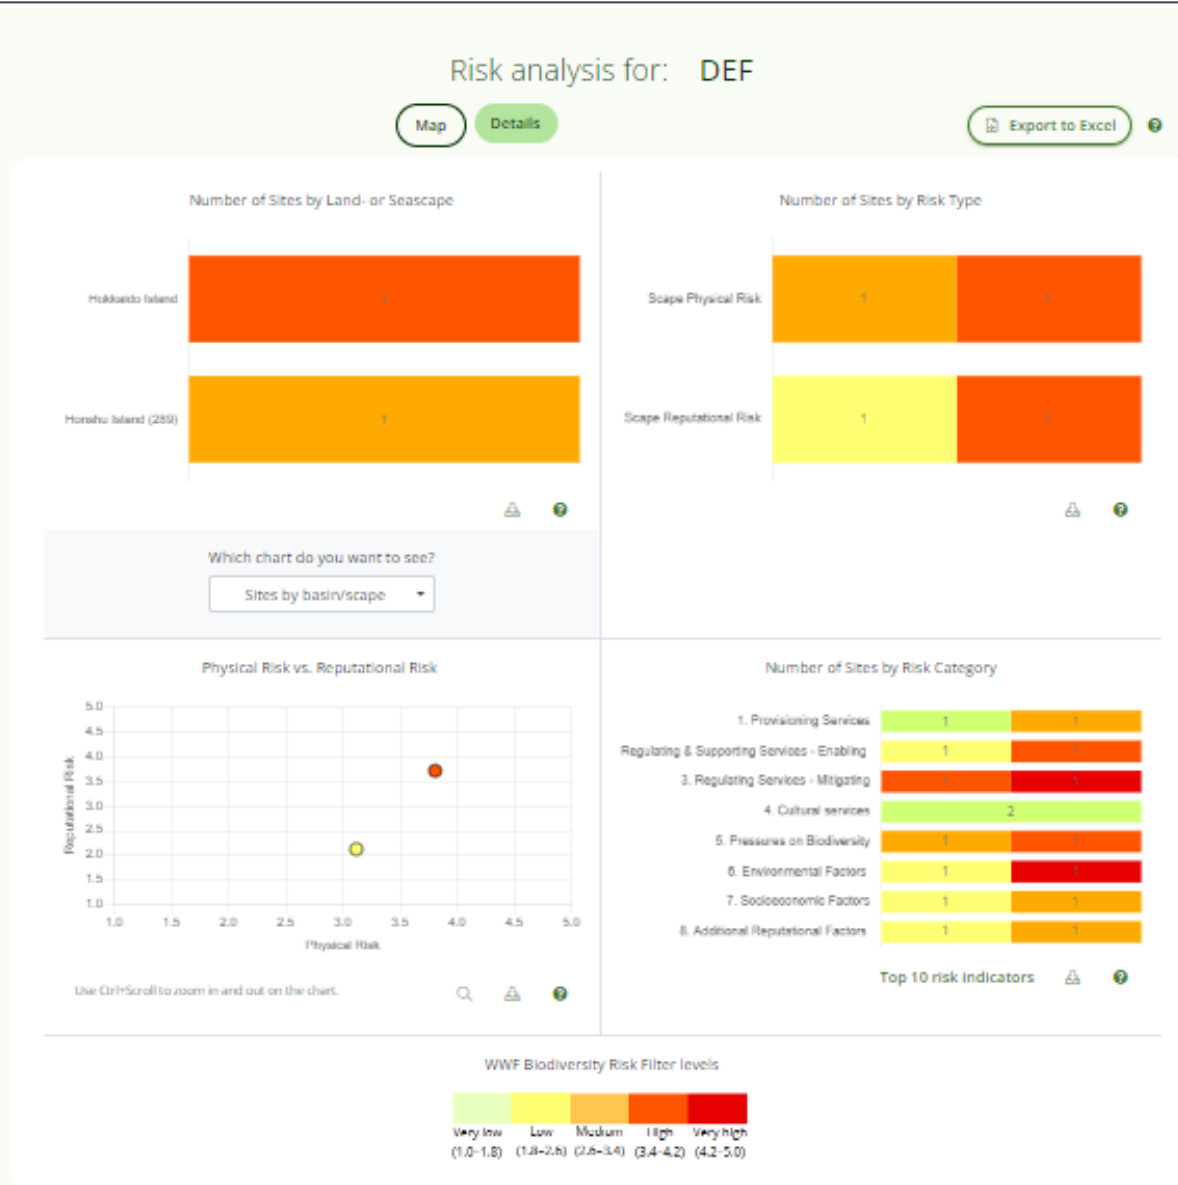 Risk analysis for: DEF
Map
Details
Export to Excel
Number of Sites by Land- or Seascape
Hokkaido Island
1
Honshu Island (289)
1
Which chart do you want to see?
Sites by basin/scape
Number of Sites by Risk Type
Scape Physical Risk
1 1
Scape Reputational Risk
1 1
Physical Risk vs. Reputational Risk
Reputational Risk
5.0
4.5
4.0
3.5
3.0
2.5
2.0
1.5
1.0
1.0 1.5 2.0 2.5 3.0 3.5 4.0 4.5 5.0
Physical Risk
Use Ctrl+Scroll to zoom in and out on the chart.
Number of Sites by Risk Category
1. Provisioning Services 1 1
Regulating & Supporting Services - Enabling 1 1
3. Regulating Services - Mitigating 1 1
4. Cultural services 2
5. Pressures on Biodiversity 1 1
6. Environmental Factors 1 1
7. Socioeconomic Factors 1 1
8. Additional Reputational Factors 1 1
Top 10 risk indicators
WWF Biodiversity Risk Filter levels
Very low Low Medium High Very high
(1.0-1.8) (1.8-2.6) (2.6-3.4) (3.4-4.2) (4.2-5.0)